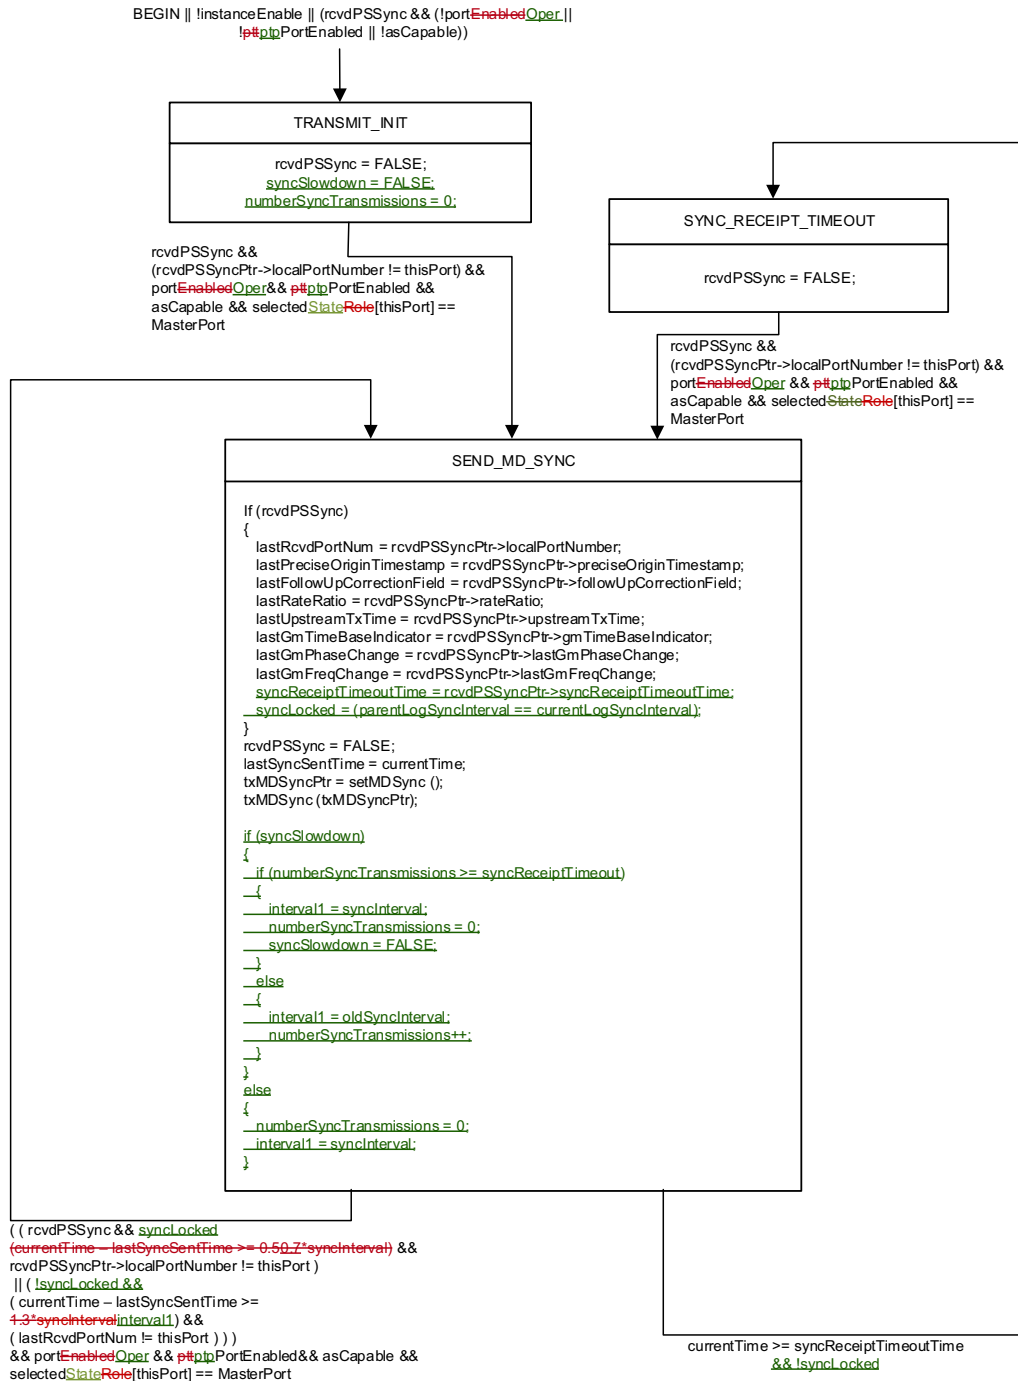 BEGIN || !instanceEnable || (rcvdPSSync && (!portEnabledOper ||
!pttptpPortEnabled || !asCapable))
TRANSMIT_INIT
rcvdPSSync = FALSE;
syncSlowdown = FALSE;
numberSyncTransmissions = 0;
SYNC_RECEIPT_TIMEOUT
rcvdPSSync = FALSE;
rcvdPSSync &&
(rcvdPSSyncPtr->localPortNumber != thisPort) &&
portEnabledOper&& pttptpPortEnabled &&
asCapable && selectedStateRole[thisPort] ==
MasterPort
rcvdPSSync &&
(rcvdPSSyncPtr->localPortNumber != thisPort) &&
portEnabledOper && pttptpPortEnabled &&
asCapable && selectedStateRole[thisPort] ==
MasterPort
SEND_MD_SYNC
If (rcvdPSSync)
{
lastRcvdPortNum = rcvdPSSyncPtr->localPortNumber;
lastPreciseOriginTimestamp = rcvdPSSyncPtr->preciseOriginTimestamp;
lastFollowUpCorrectionField = rcvdPSSyncPtr->followUpCorrectionField;
lastRateRatio = rcvdPSSyncPtr->rateRatio;
lastUpstreamTxTime = rcvdPSSyncPtr->upstreamTxTime;
lastGmTimeBaseIndicator = rcvdPSSyncPtr->gmTimeBaseIndicator;
lastGmPhaseChange = rcvdPSSyncPtr->lastGmPhaseChange;
lastGmFreqChange = rcvdPSSyncPtr->lastGmFreqChange;
syncReceiptTimeoutTime = rcvdPSSyncPtr->syncReceiptTimeoutTime;
syncLocked = (parentLogSyncInterval == currentLogSyncInterval);
}
rcvdPSSync = FALSE;
lastSyncSentTime = currentTime;
txMDSyncPtr = setMDSync ();
txMDSync (txMDSyncPtr);
if (syncSlowdown)
{
if (numberSyncTransmissions >= syncReceiptTimeout)
{
interval1 = syncInterval;
numberSyncTransmissions = 0;
syncSlowdown = FALSE;
}
else
{
interval1 = oldSyncInterval;
numberSyncTransmissions++;
}
}
else
{
numberSyncTransmissions = 0;
interval1 = syncInterval;
}
( ( rcvdPSSync && syncLocked
(currentTime – lastSyncSentTime >= 0.50.7*syncInterval) &&
rcvdPSSyncPtr->localPortNumber != thisPort )
|| ( !syncLocked &&
( currentTime – lastSyncSentTime >=
1.3*syncIntervalinterval1) &&
( lastRcvdPortNum != thisPort ) ) )
&& portEnabledOper && pttptpPortEnabled&& asCapable &&
selectedStateRole[thisPort] == MasterPort
currentTime >= syncReceiptTimeoutTime
&& !syncLocked